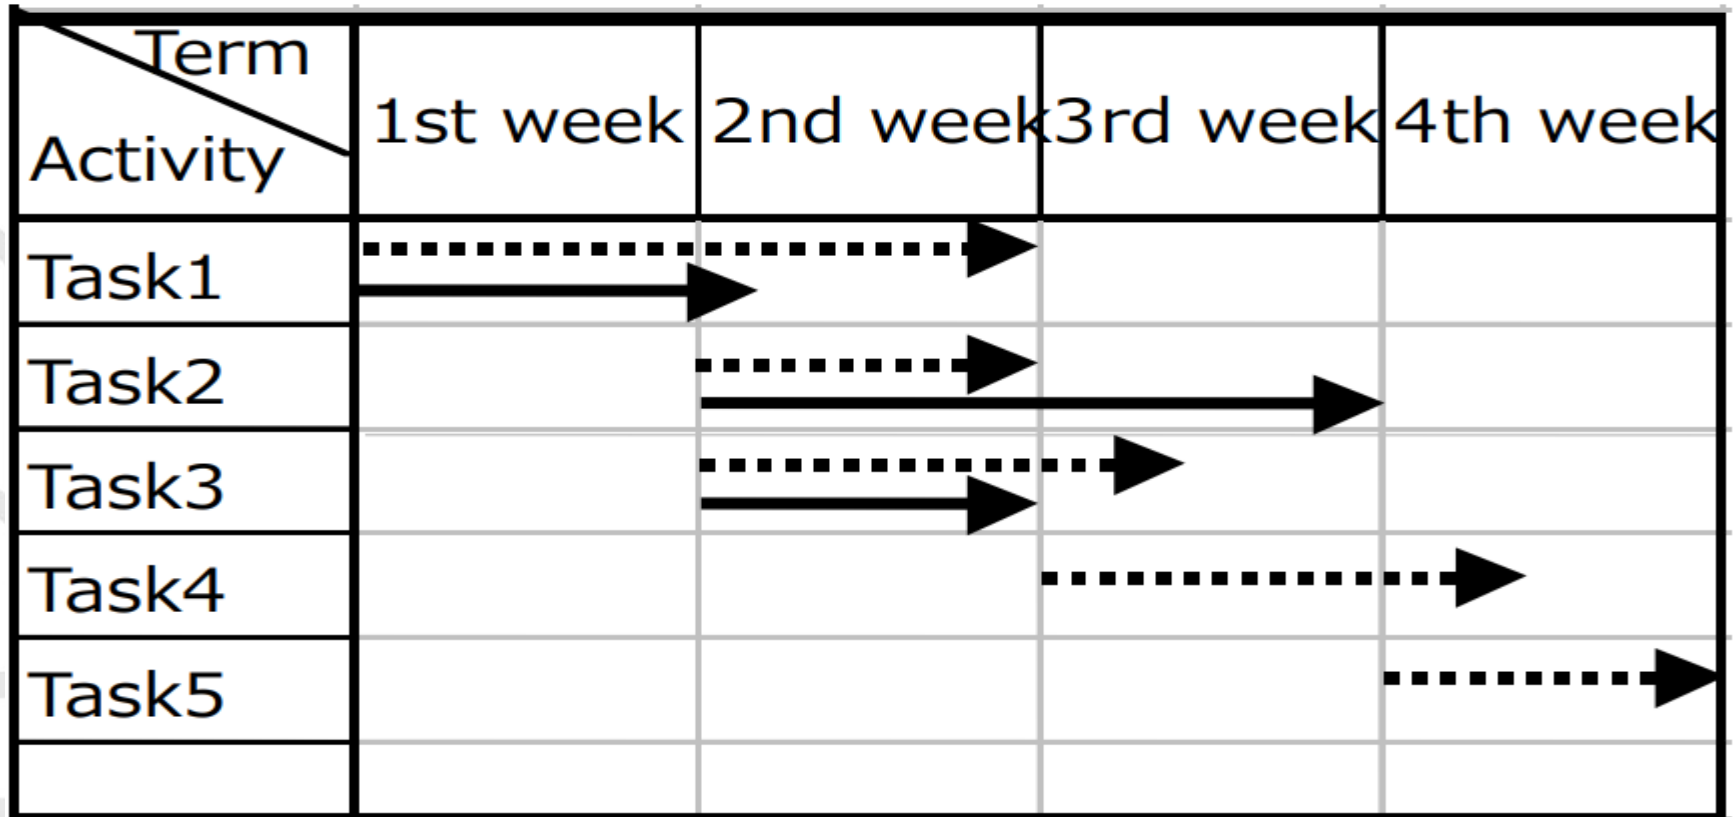 Term
Activity
1st week 2nd week 3rd week 4th week
Task1
Task2
Task3
Task4
Task5